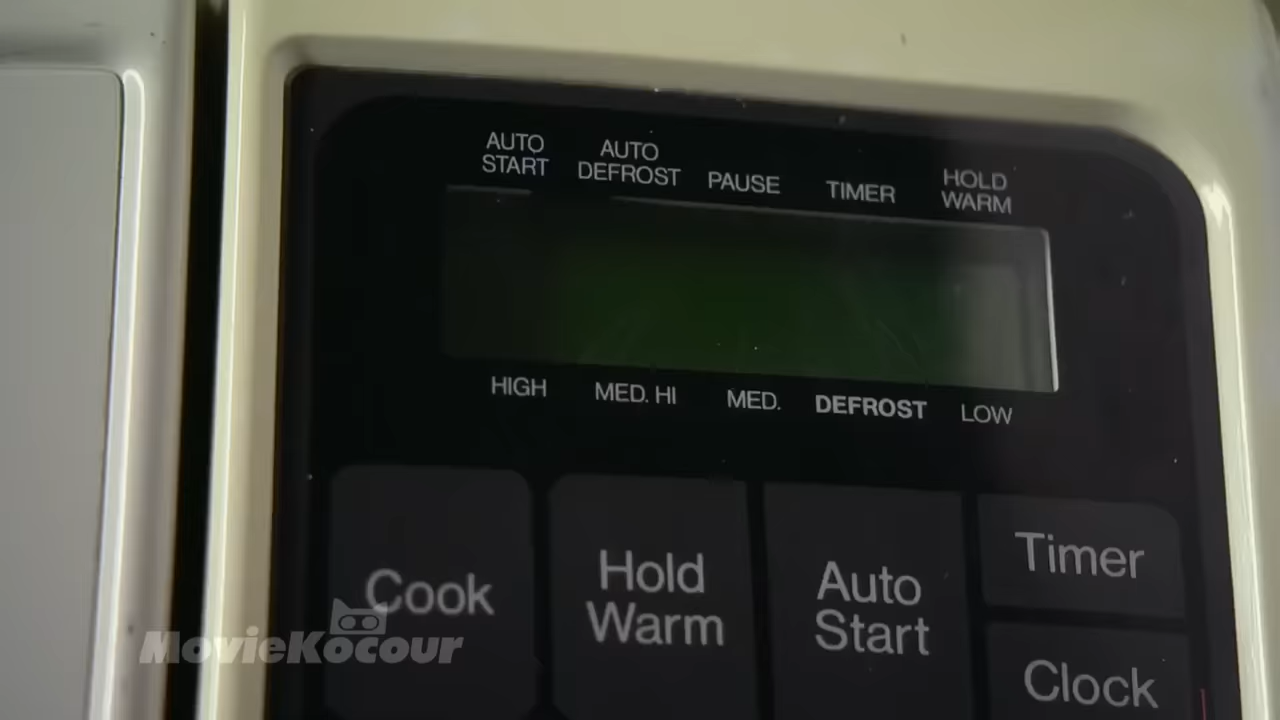 AUTO START
AUTO DEFROST
PAUSE
TIMER
HOLD WARM
HIGH
MED. HI
MED.
DEFROST
LOW
Cook
Hold
Warm
Auto
Start
Timer
Clock
MovieKocour